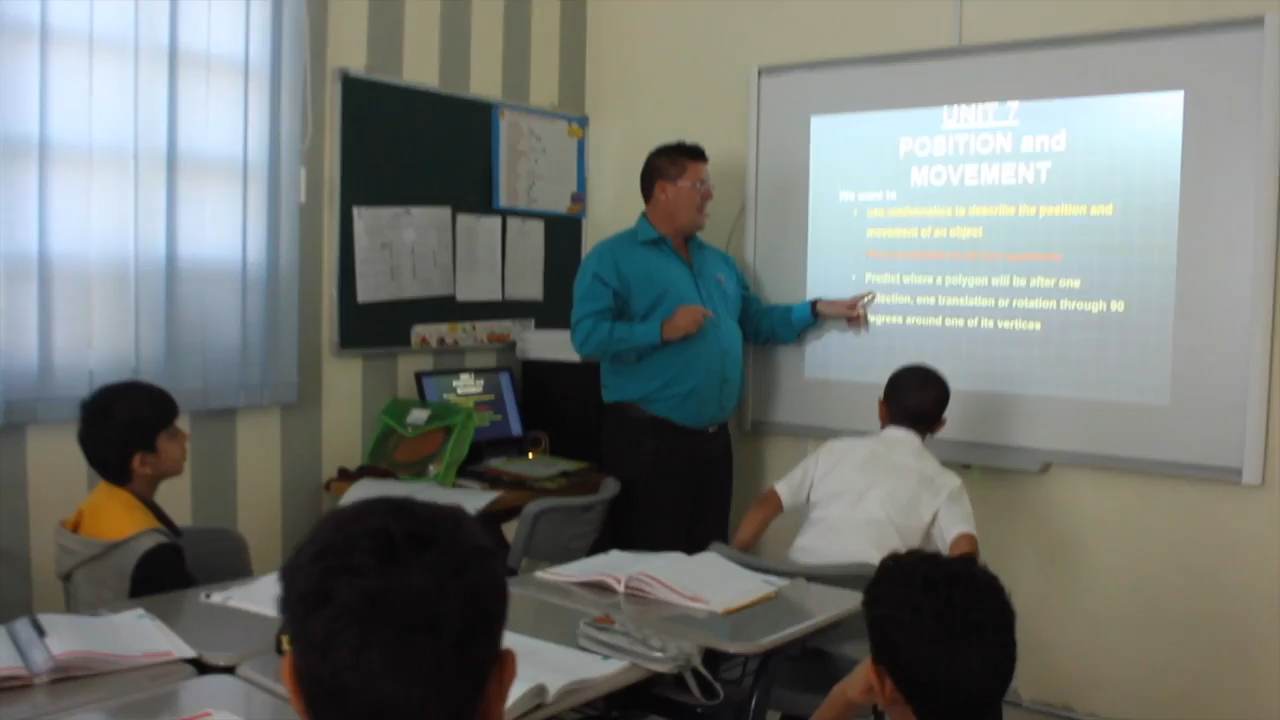 UNIT 7
POSITION and
MOVEMENT
We want to
• use mathematics to describe the position and
movement of an object
• Predict where a polygon will be after one
one translation or rotation through 90
degrees around one of its vertices